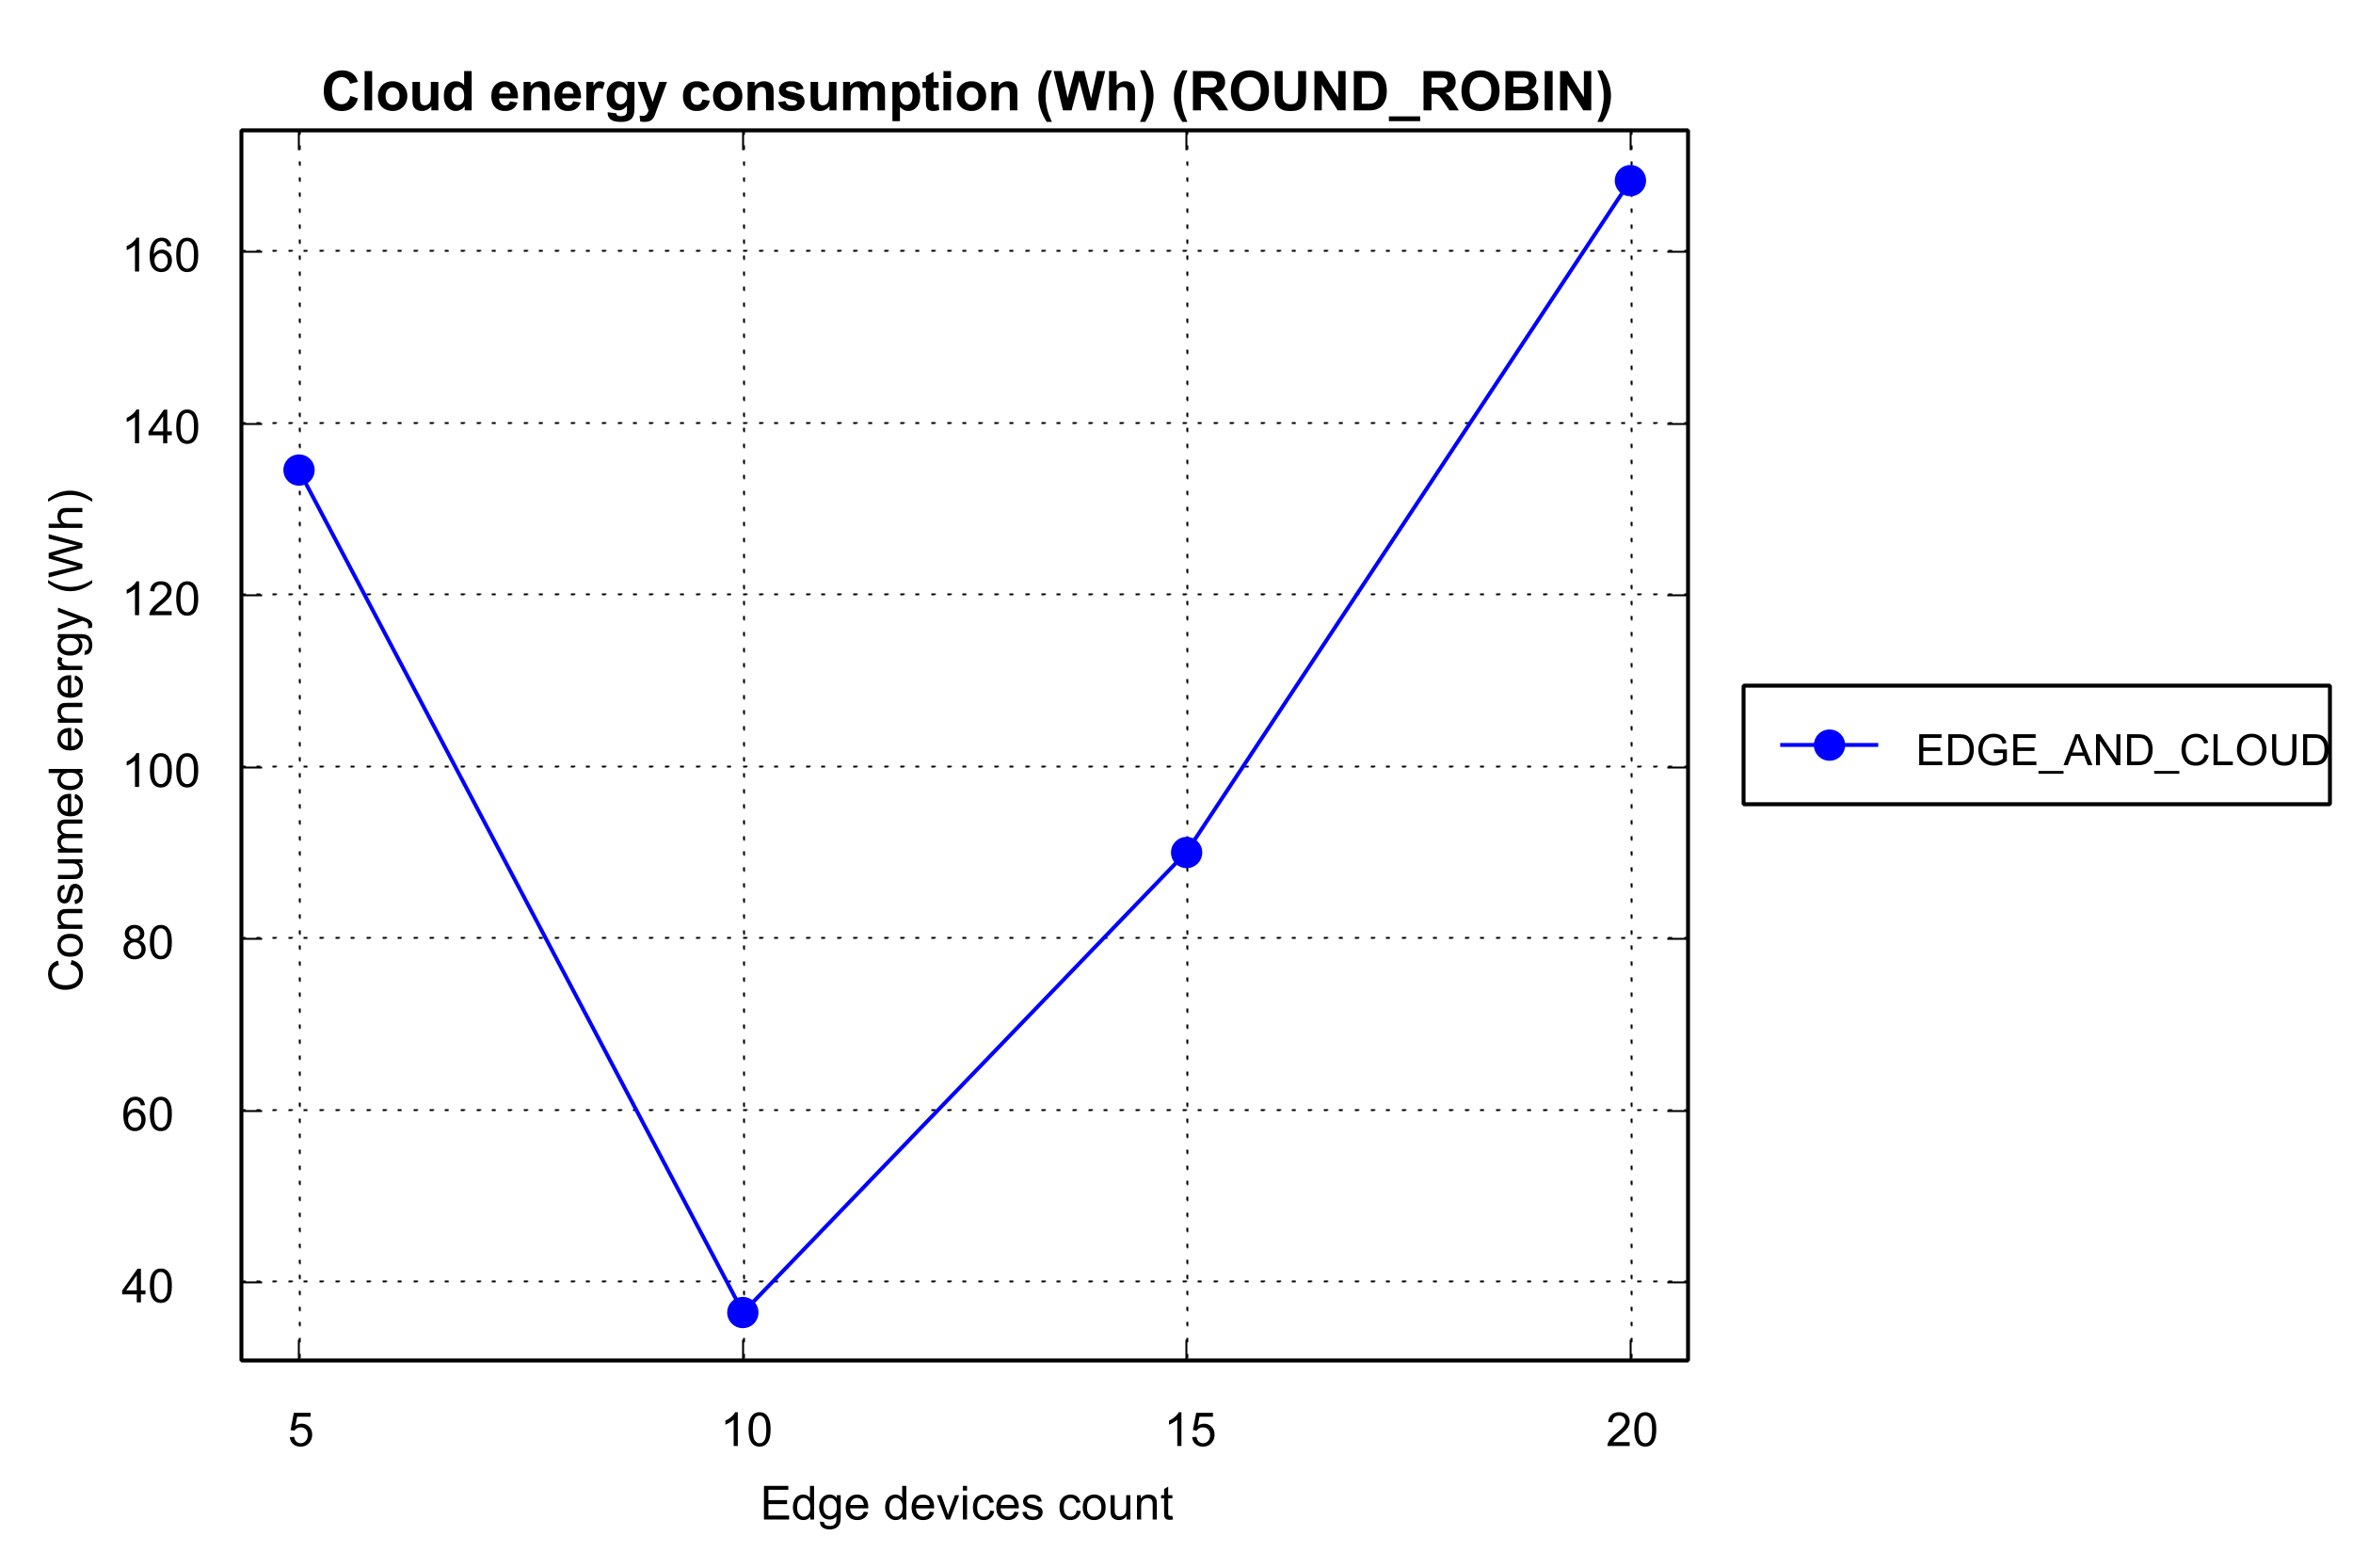 Cloud energy consumption (Wh) (ROUND_ROBIN)
Consumed energy (Wh)
160
140
120
100
80
60
40
5 10 15 20
Edge devices count
EDGE_AND_CLOUD